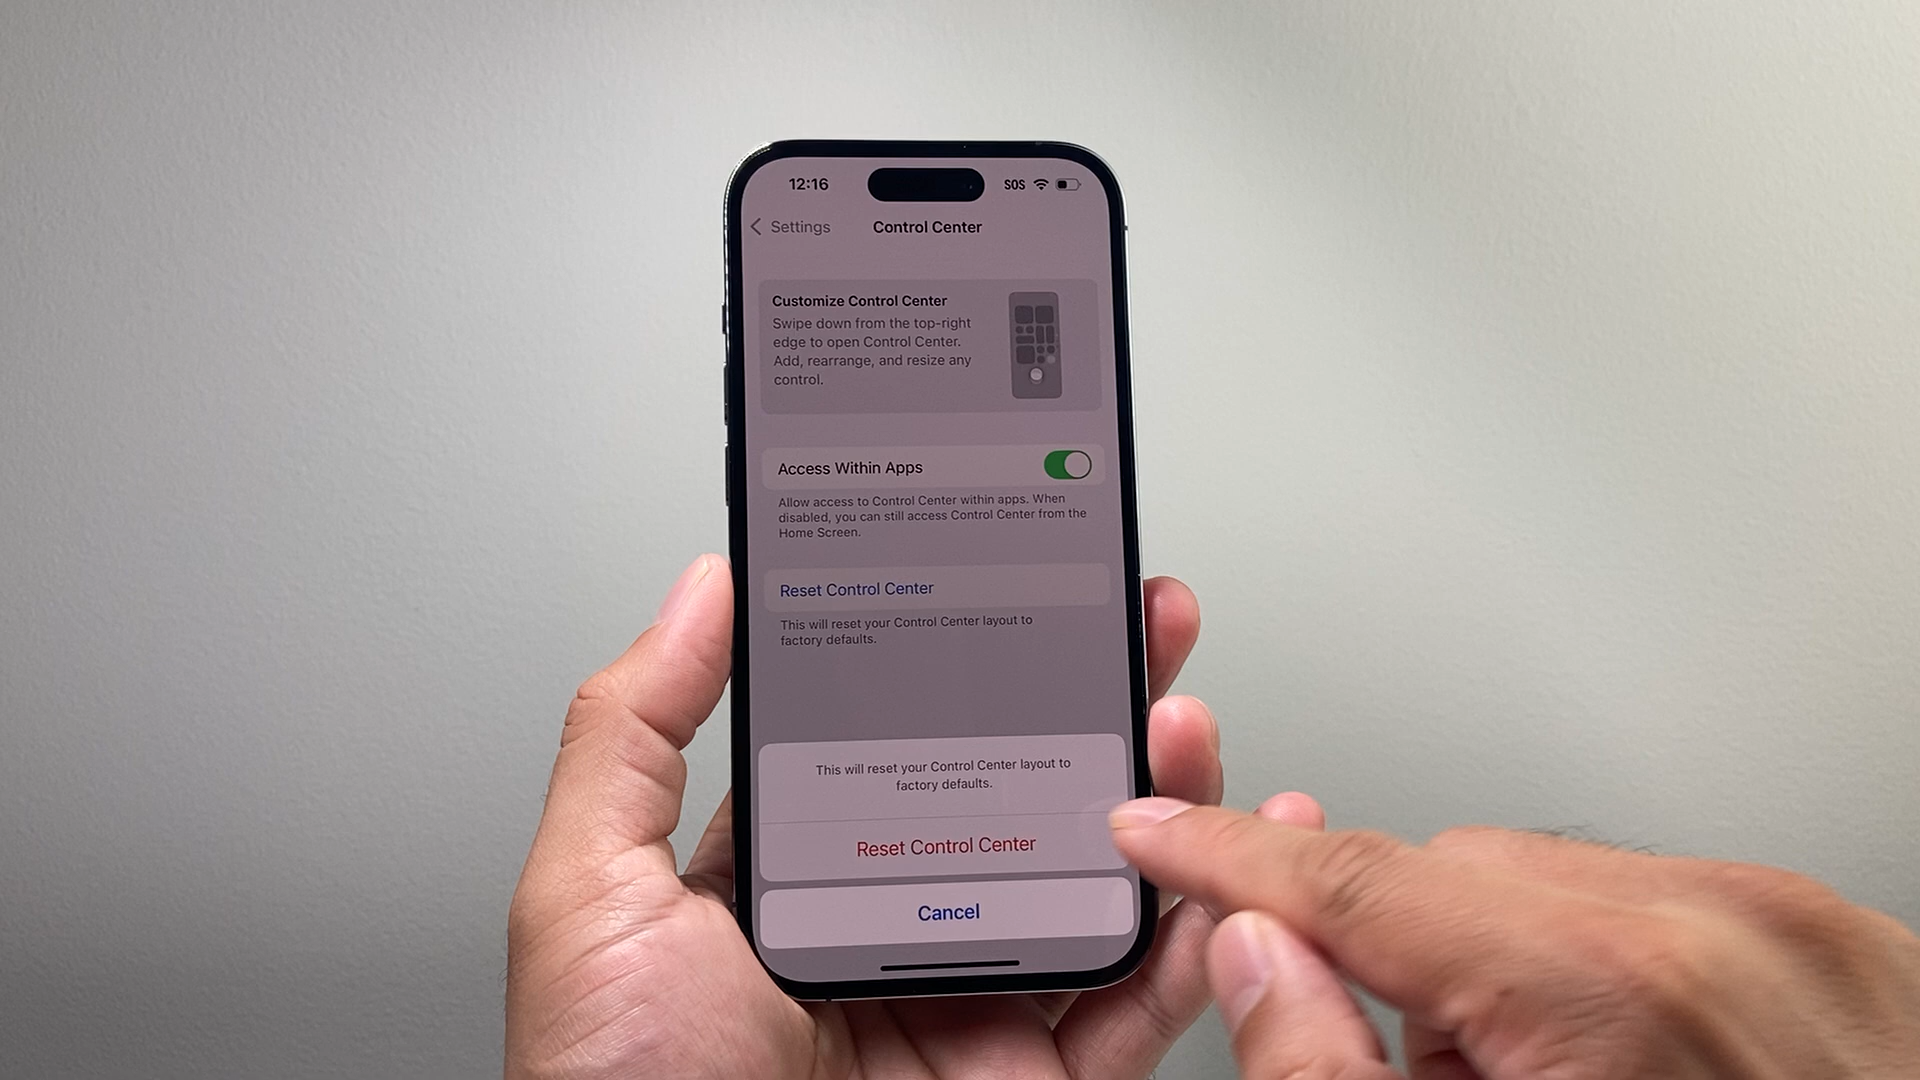 12:16 SOS
Settings Control Center
Customize Control Center
Swipe down from the top-right
edge to open Control Center.
Add, rearrange, and resize any
control.
Access Within Apps
Allow access to Control Center within apps. When
disabled, you can still access Control Center from the
Home Screen.
Reset Control Center
This will reset your Control Center layout to
factory defaults.
This will reset your Control Center layout to
factory defaults.
Reset Control Center
Cancel